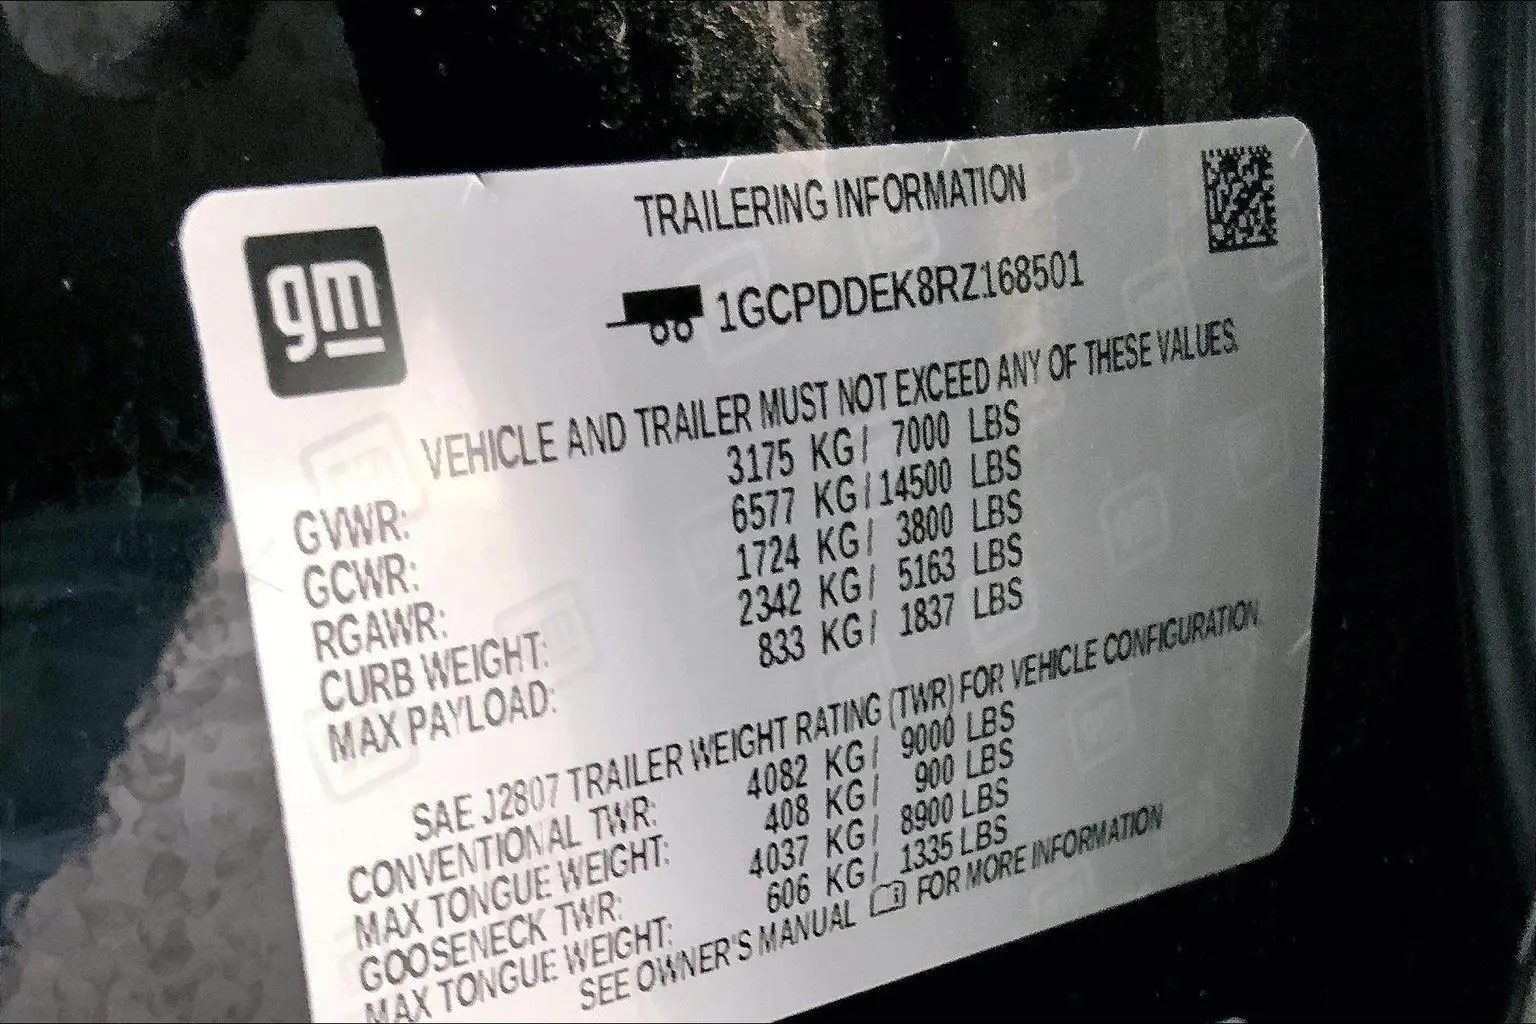 gm
TRAILERING INFORMATION
1GCPDDEK8RZ168501
VEHICLE AND TRAILER MUST NOT EXCEED ANY OF THESE VALUES.
GVWR: 3175 KG / 7000 LBS
GCWR: 6577 KG / 14500 LBS
RGAWR: 1724 KG / 3800 LBS
CURB WEIGHT: 2342 KG / 5163 LBS
MAX PAYLOAD: 833 KG / 1837 LBS
SAE J2807 TRAILER WEIGHT RATING (TWR) FOR VEHICLE CONFIGURATION.
CONVENTIONAL TWR: 4082 KG / 9000 LBS
MAX TONGUE WEIGHT: 408 KG / 900 LBS
GOOSENECK TWR: 4037 KG / 8900 LBS
MAX TONGUE WEIGHT: 606 KG / 1335 LBS
SEE OWNER'S MANUAL FOR MORE INFORMATION